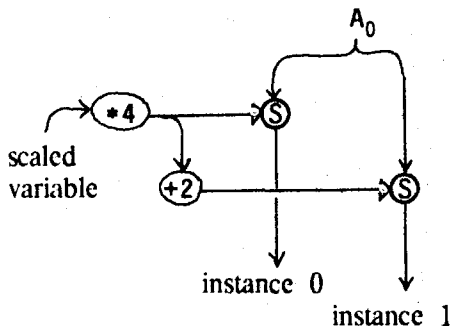 A₀
*4
S
scaled
variable
+2
S
instance 0
instance 1